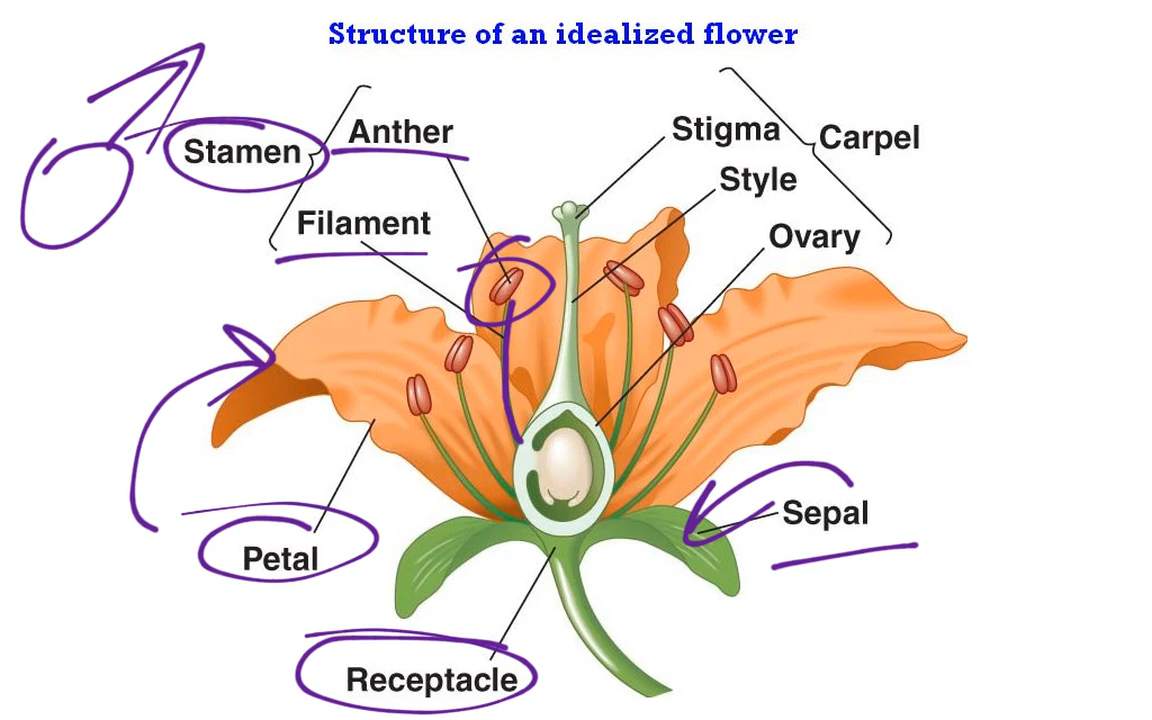 Structure of an idealized flower
Anther
Stigma
Stamen
Carpel
Style
Filament
Ovary
Sepal
Petal
Receptacle